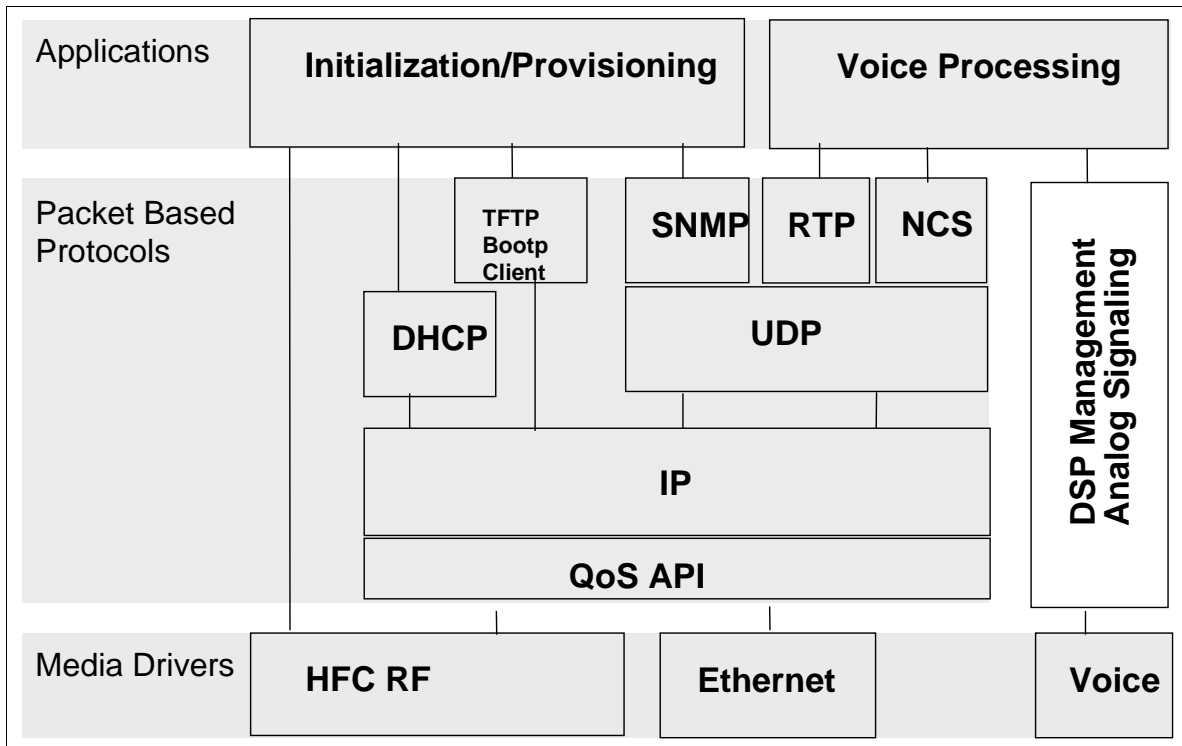 Applications
Initialization/Provisioning
Voice Processing
Packet Based
Protocols
TFTP
Bootp
Client
SNMP
RTP
NCS
DHCP
UDP
DSP Management
Analog Signaling
IP
QoS API
Media Drivers
HFC RF
Ethernet
Voice